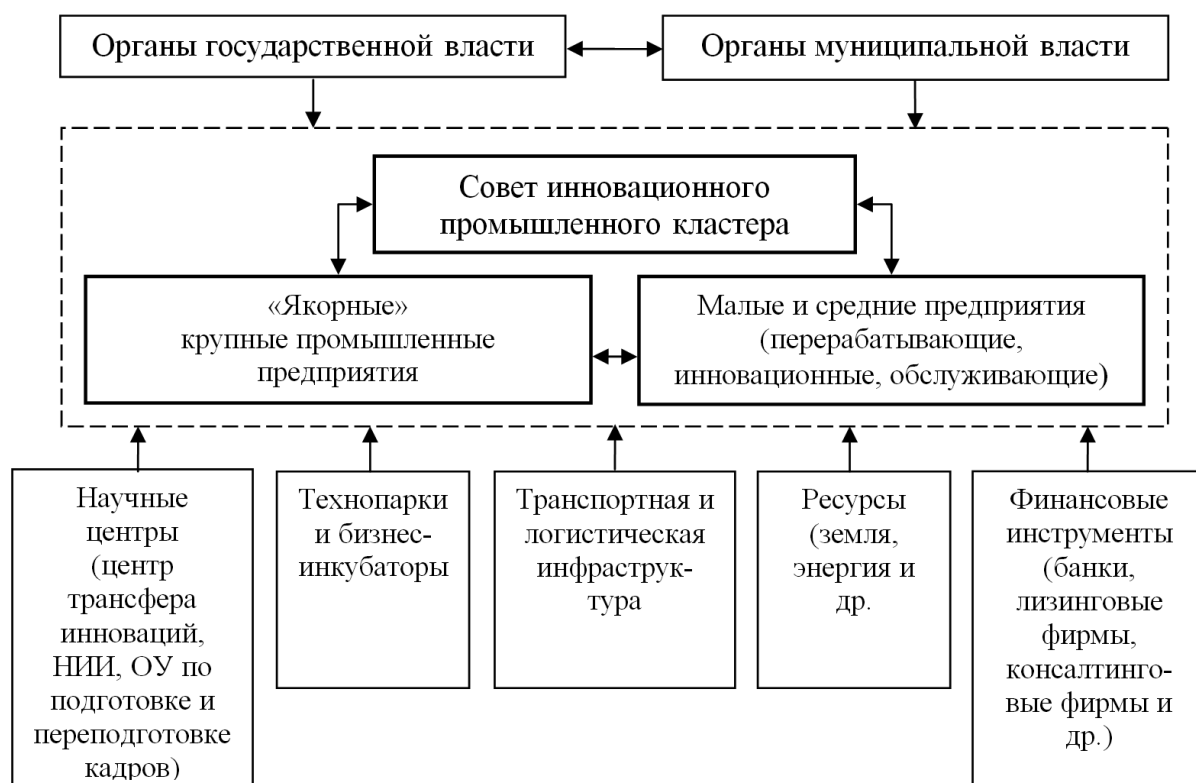 Органы государственной власти
Органы муниципальной власти
Совет инновационного
промышленного кластера
«Якорные»
крупные промышленные
предприятия
Малые и средние предприятия
(перерабатывающие,
инновационные, обслуживающие)
Научные
центры
(центр
трансфера
инноваций,
НИИ, ОУ по
подготовке и
переподготовке
кадров)
Технопарки
и бизнес-
инкубаторы
Транспортная и
логистическая
инфраструк-
тура
Ресурсы
(земля,
энергия и
др.
Финансовые
инструменты
(банки,
лизинговые
фирмы,
консалтинго-
вые фирмы и
др.)